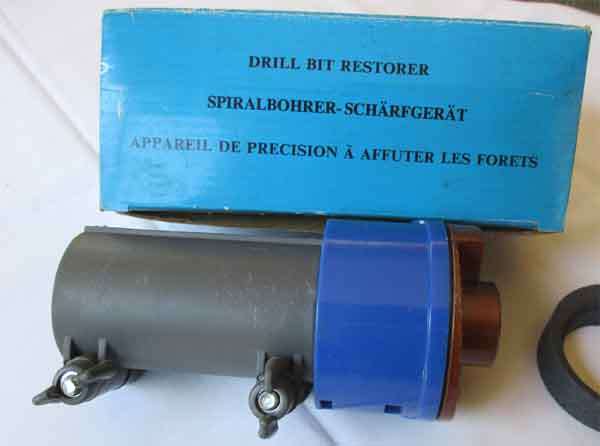 DRILL BIT RESTORER
SPIRALBOHRER-SCHÄRFGERÄT
APPAREIL DE PRECISION À AFFUTER LES FORETS